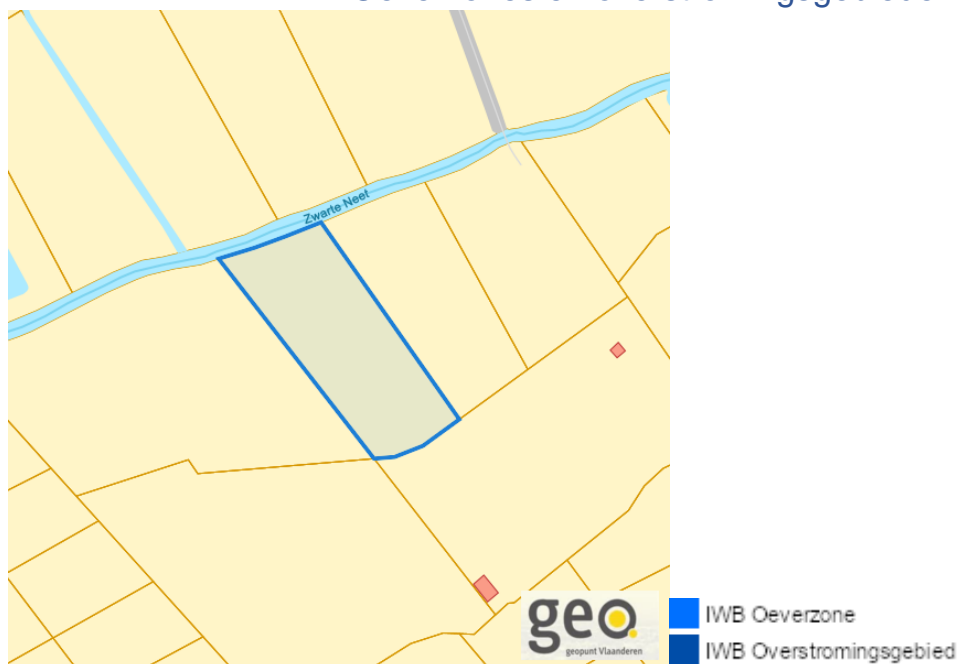 Zwarte Neet
geo.
geopunt Vlaanderen
IWB Oeverzone
IWB Overstromingsgebied